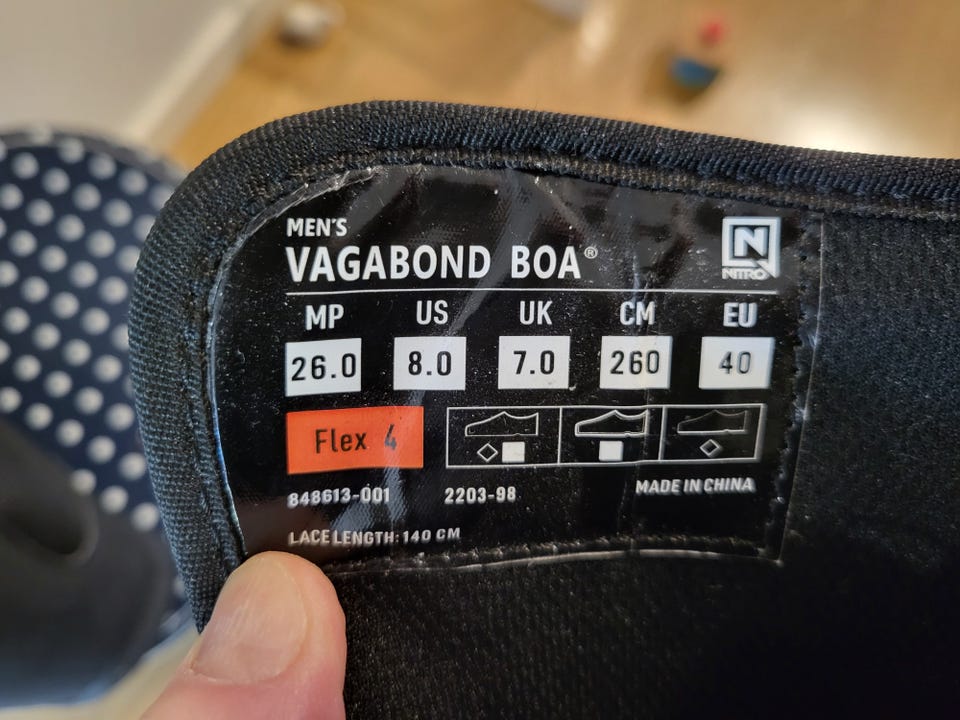 MEN'S
VAGABOND BOA®
N
NITRO
MP US UK CM EU
26.0 8.0 7.0 260 40
Flex 4
848613-001 2203-98 MADE IN CHINA
LACE LENGTH: 140 CM